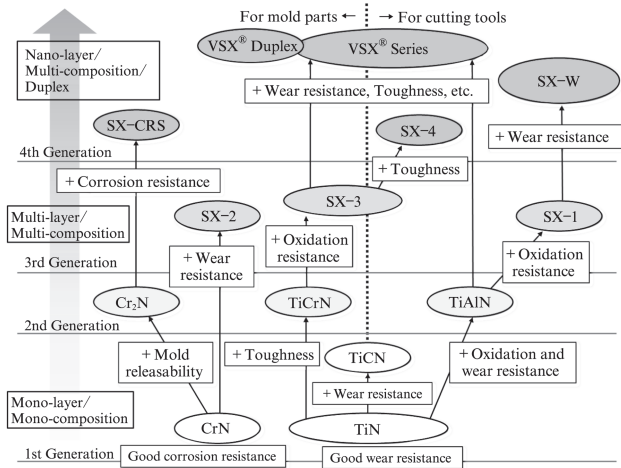 For mold parts ← → For cutting tools
Nano-layer/
Multi-composition/
Duplex
VSX® Duplex
VSX® Series
SX-W
+ Wear resistance, Toughness, etc.
SX-CRS
SX-4
+ Wear resistance
4th Generation
+ Toughness
+ Corrosion resistance
SX-3
Multi-layer/
Multi-composition
SX-2
SX-1
+ Wear
resistance
+ Oxidation
resistance
+ Oxidation
resistance
3rd Generation
Cr₂N
TiCrN
TiAlN
2nd Generation
+ Mold
releasability
+ Toughness
TiCN
+ Oxidation and
wear resistance
+ Wear resistance
Mono-layer/
Mono-composition
CrN
TiN
1st Generation
Good corrosion resistance
Good wear resistance